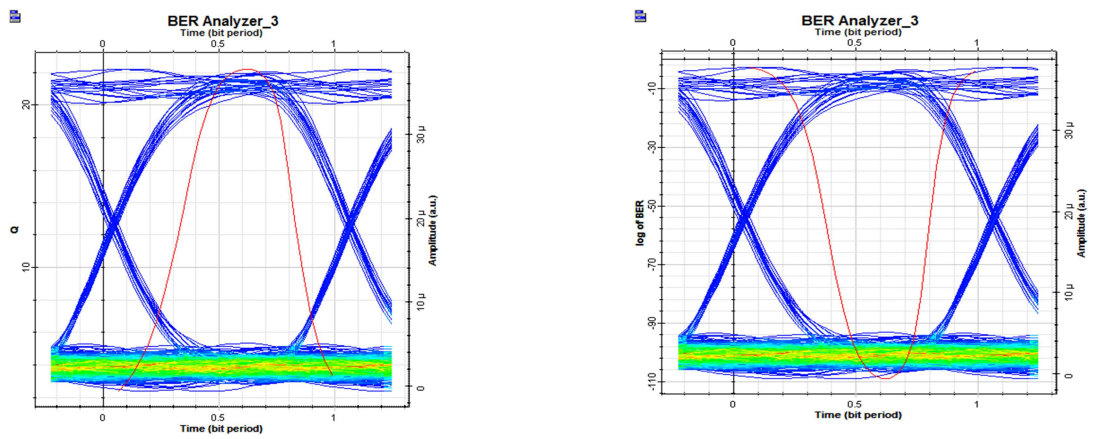 BER Analyzer_3
Time (bit period)
0
0.5
1
Q
20
10
Amplitude (a.u.)
30 µ
20 µ
10 µ
0
0
0.5
1
Time (bit period)
BER Analyzer_3
Time (bit period)
0
0.5
1
log of BER
-10
-30
-50
-70
-90
-110
Amplitude (a.u.)
30 µ
20 µ
10 µ
0
0
0.5
1
Time (bit period)